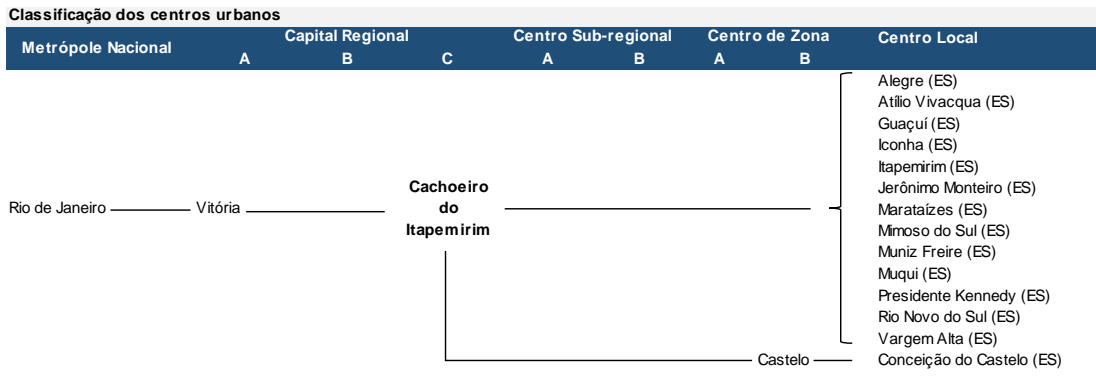 Classificação dos centros urbanos
Metrópole Nacional
Capital Regional
Centro Sub-regional
Centro de Zona
Centro Local
A B C A B A B
Alegre (ES)
Atílio Vivacqua (ES)
Guaçuí (ES)
Iconha (ES)
Itapemirim (ES)
Jerônimo Monteiro (ES)
Rio de Janeiro
Vitória
Cachoeiro
do
Itapemirim
Marataízes (ES)
Mimoso do Sul (ES)
Muniz Freire (ES)
Muqui (ES)
Presidente Kennedy (ES)
Rio Novo do Sul (ES)
Vargem Alta (ES)
Castelo
Conceição do Castelo (ES)